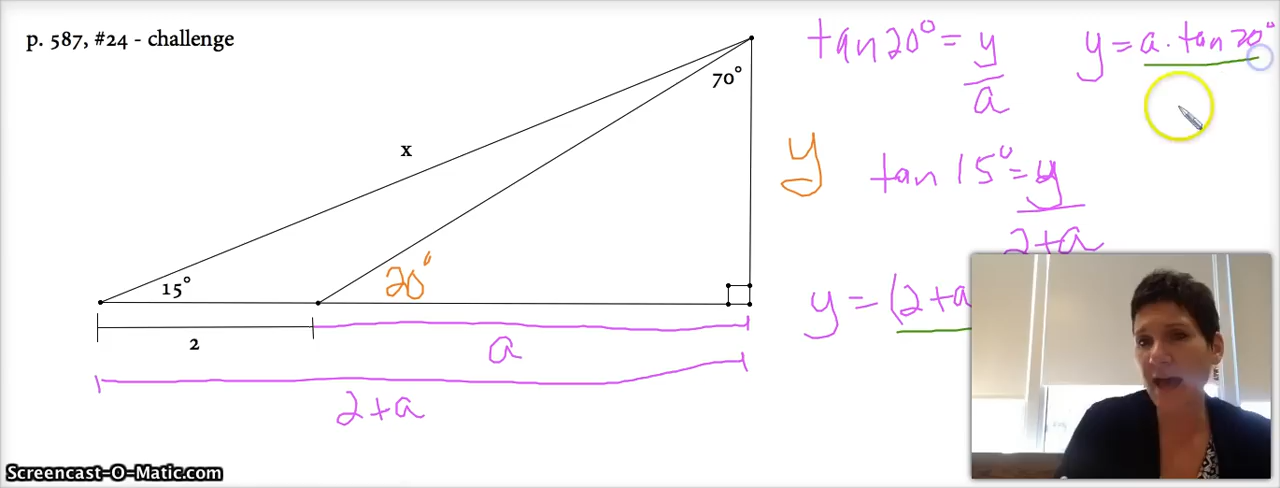 p. 587, #24 - challenge
tan 20° = y/a
y = a · tan 20°
70°
x
y
tan 15° = y/2+a
15°
20°
y = (2+a
2
a
2+a
Screencast-O-Matic.com